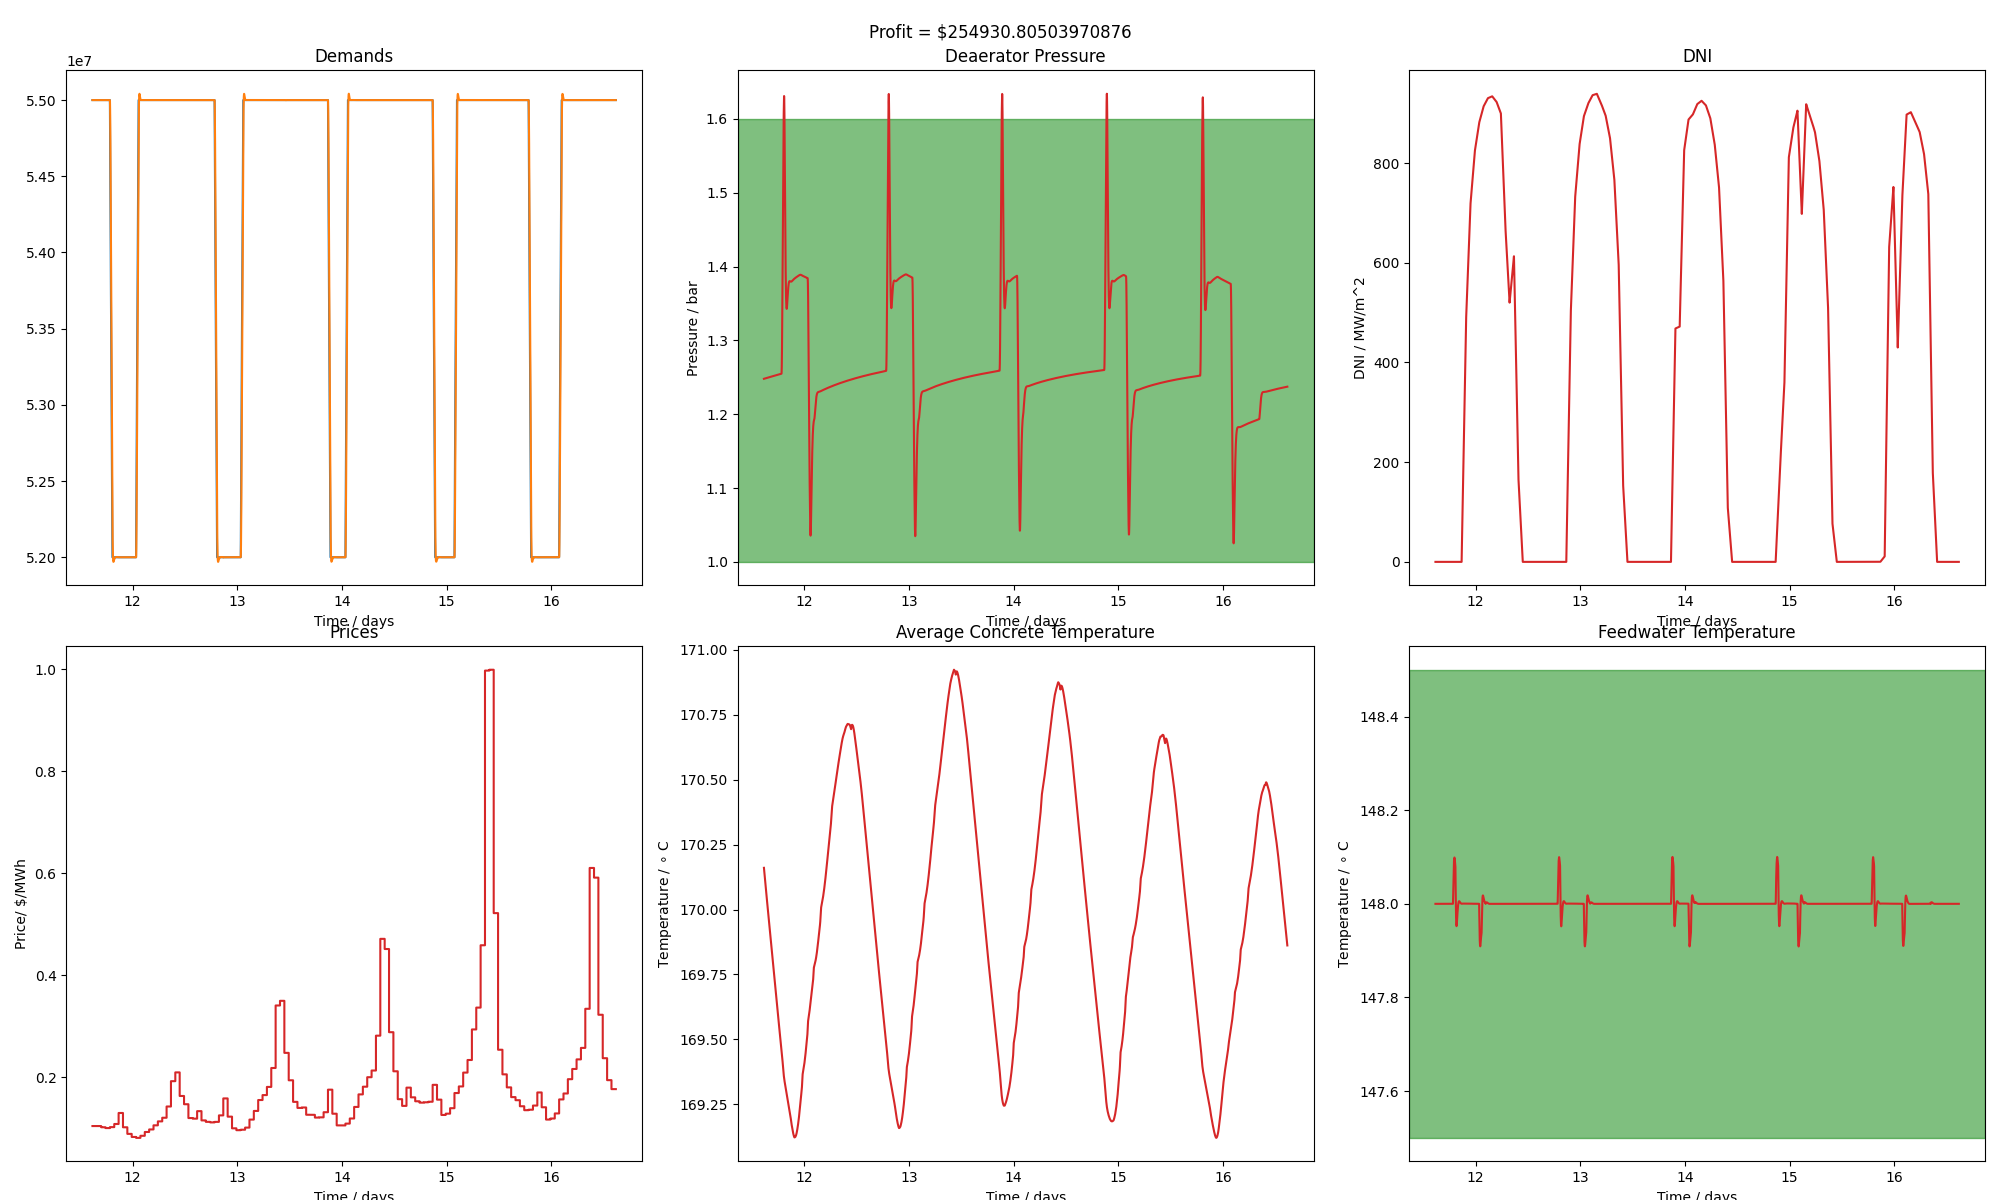 Profit = $254930.80503970876
Demands
1e7
5.50
5.45
5.40
5.35
5.30
5.25
5.20
12 13 14 15 16
Time / days
Deaerator Pressure
Pressure / bar
1.6
1.5
1.4
1.3
1.2
1.1
1.0
12 13 14 15 16
Time / days
DNI
DNI / MW/m^2
800
600
400
200
0
12 13 14 15 16
Time / days
Prices
Price/ $/MWh
1.0
0.8
0.6
0.4
0.2
12 13 14 15 16
Time / days
Average Concrete Temperature
Temperature / ∘ C
171.00
170.75
170.50
170.25
170.00
169.75
169.50
169.25
12 13 14 15 16
Time / days
Feedwater Temperature
Temperature / ∘ C
148.4
148.2
148.0
147.8
147.6
12 13 14 15 16
Time / days